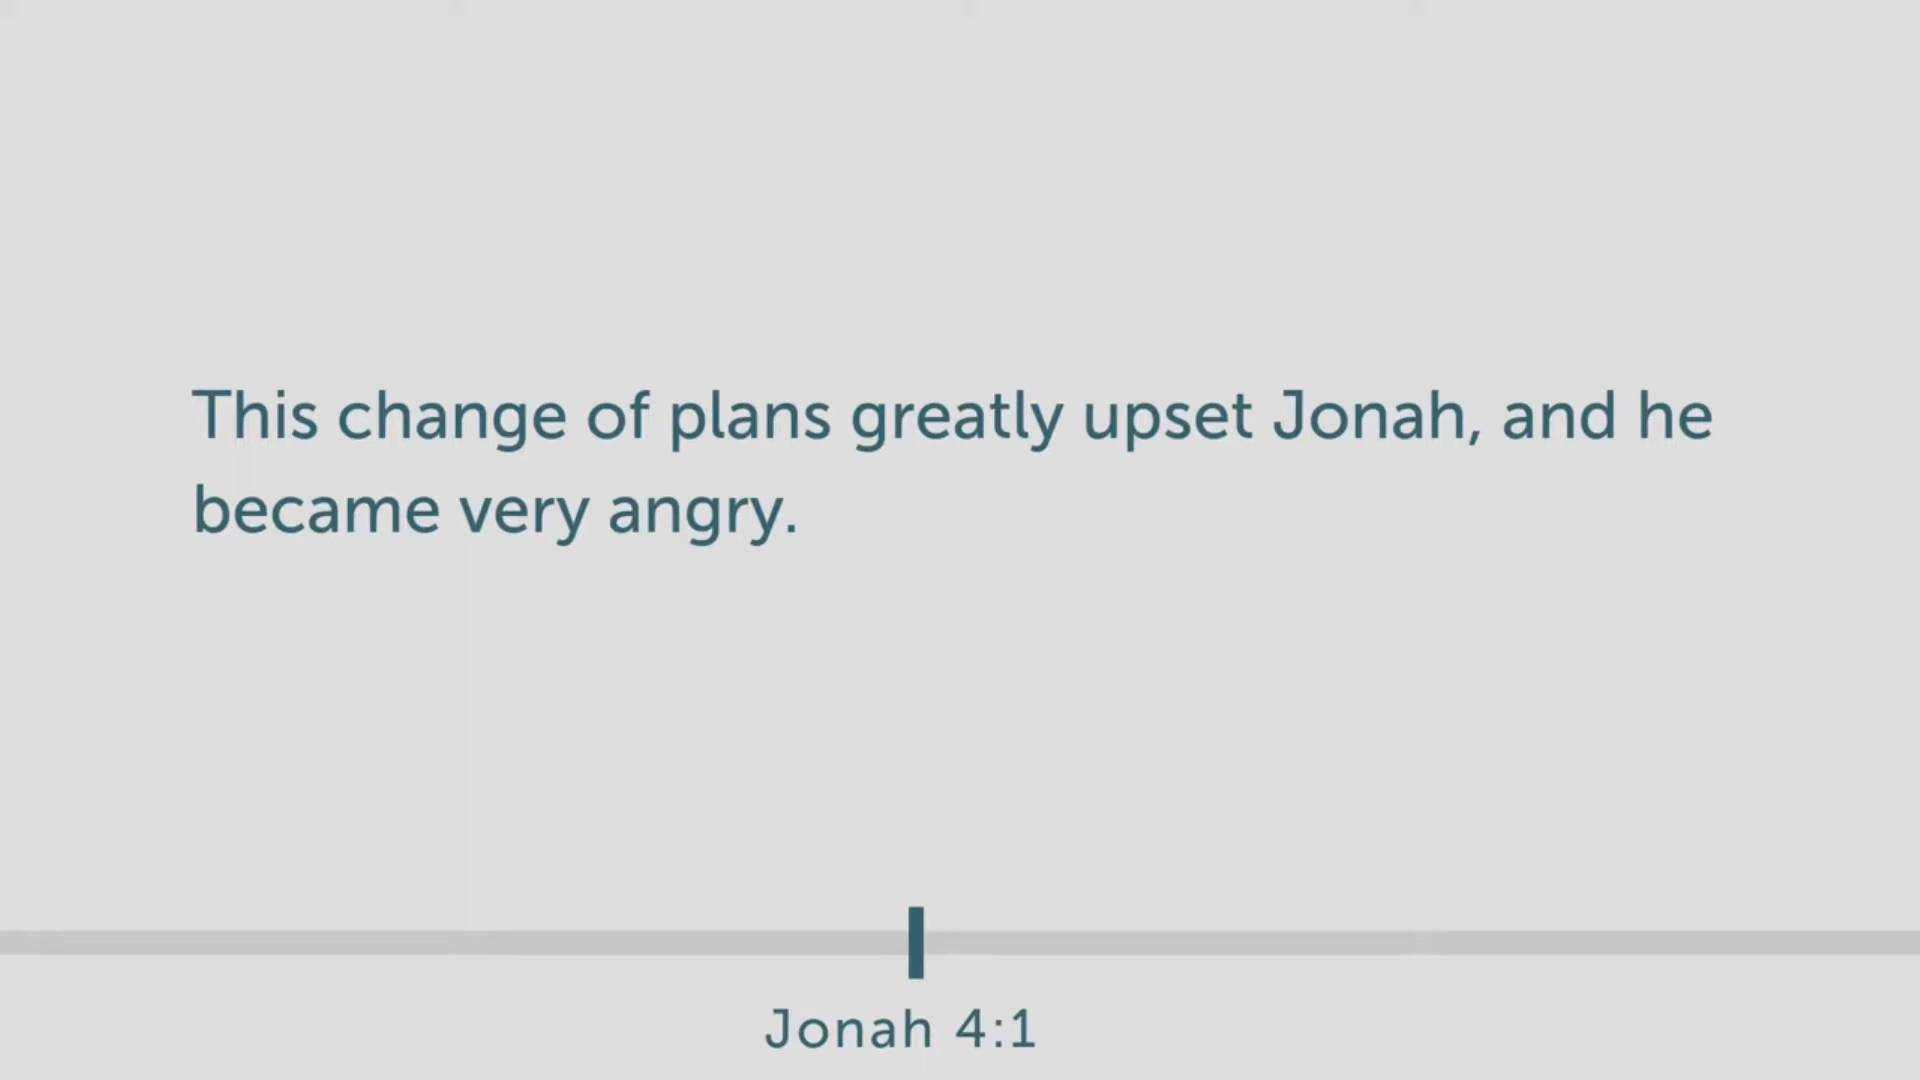 This change of plans greatly upset Jonah, and he
became very angry.
Jonah 4:1